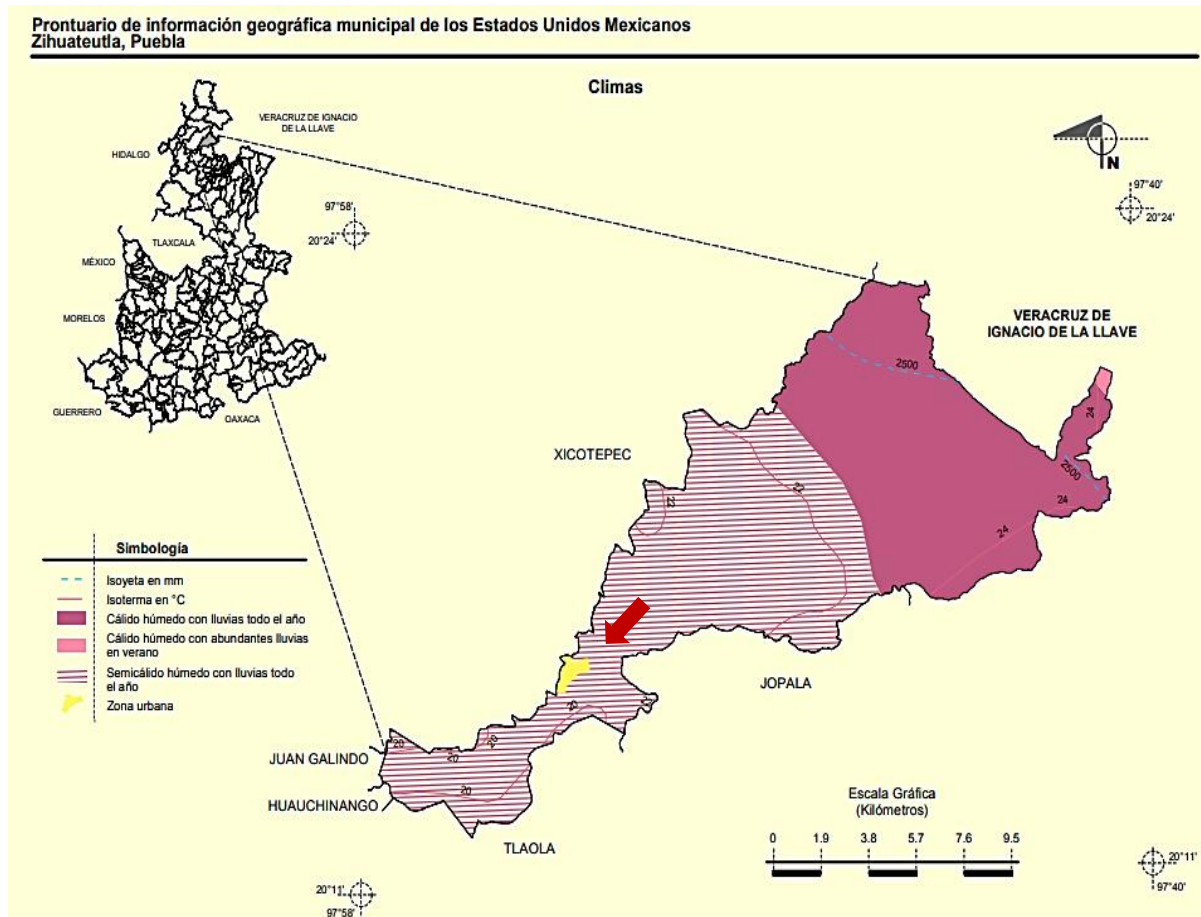 Prontuario de información geográfica municipal de los Estados Unidos Mexicanos
Zihuateutla, Puebla
Climas
VERACRUZ DE IGNACIO
DE LA LLAVE
HIDALGO
TLAXCALA
MÉXICO
MORELOS
GUERRERO
OAXACA
97°58'
20°24'
N
97°40'
20°24'
VERACRUZ DE
IGNACIO DE LA LLAVE
2500
24
2500
24
24
XICOTEPEC
22
22
JOPALA
20
20
20
20
20
JUAN GALINDO
HUAUCHINANGO
TLAOLA
Simbología
Isoyeta en mm
Isoterma en °C
Cálido húmedo con lluvias todo el año
Cálido húmedo con abundantes lluvias
en verano
Semicálido húmedo con lluvias todo
el año
Zona urbana
Escala Gráfica
(Kilómetros)
0 1.9 3.8 5.7 7.6 9.5
20°11'
97°58'
20°11'
97°40'